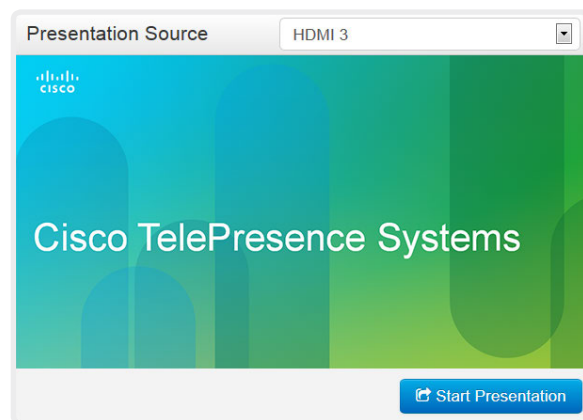 Presentation Source
HDMI 3
CISCO
Cisco TelePresence Systems
Start Presentation